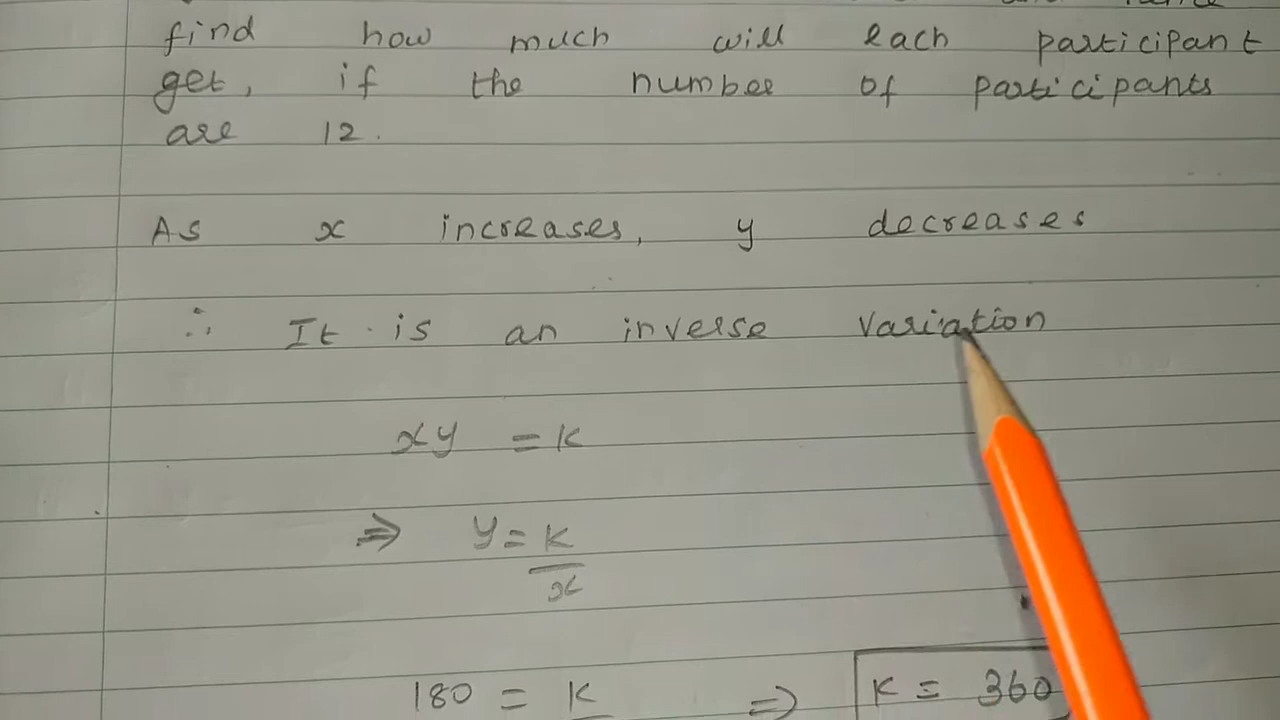 find how much will each participant
get, if the number of participants
are 12.
As x increases, y decreases
∴ It is an inverse variation
xy = k
⇒ y = k
x
180 = k ⇒ k = 360